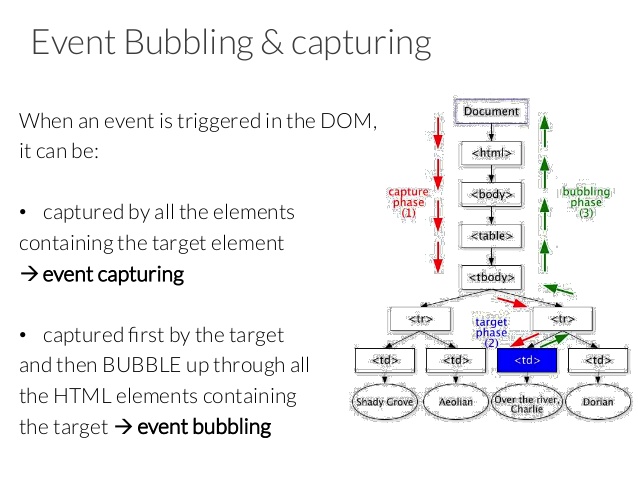 Event Bubbling & capturing
When an event is triggered in the DOM,
it can be:
• captured by all the elements
containing the target element
→ event capturing
• captured first by the target
and then BUBBLE up through all
the HTML elements containing
the target → event bubbling
Document
<html>
<body>
<table>
<tbody>
capture
phase
(1)
bubbling
phase
(3)
<tr>
target
phase
(2)
<tr>
<td>
<td>
<td>
<td>
Shady Grove
Aeolian
Over the river,
Charlie
Dorian